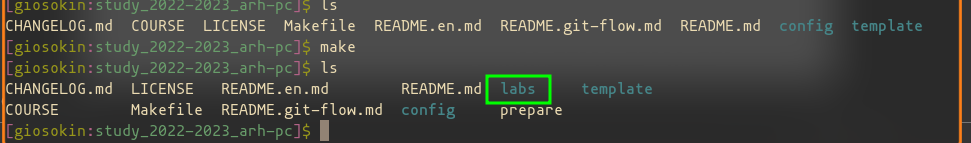 [giosokin:study_2022-2023_arh-pc]$ ls
CHANGELOG.md COURSE LICENSE Makefile README.en.md README.git-flow.md README.md config template
[giosokin:study_2022-2023_arh-pc]$ make
[giosokin:study_2022-2023_arh-pc]$ ls
CHANGELOG.md LICENSE README.en.md README.md labs template
COURSE Makefile README.git-flow.md config prepare
[giosokin:study_2022-2023_arh-pc]$